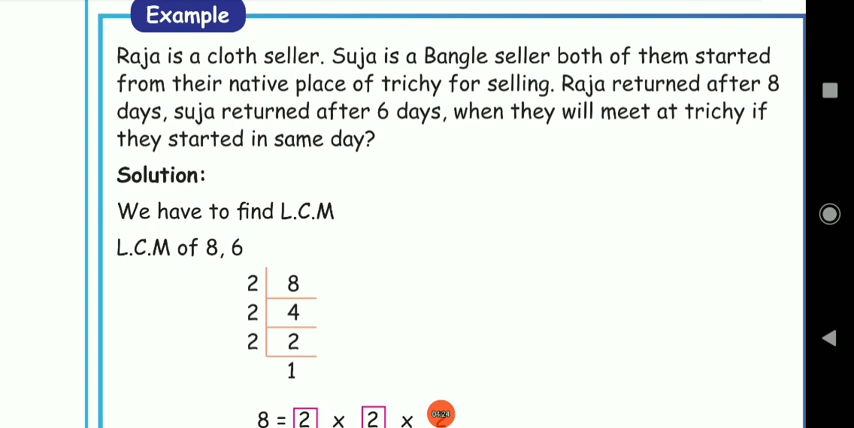 Example
Raja is a cloth seller. Suja is a Bangle seller both of them started
from their native place of trichy for selling. Raja returned after 8
days, suja returned after 6 days, when they will meet at trichy if
they started in same day?
Solution:
We have to find L.C.M
L.C.M of 8, 6
2 8
2 4
2 2
1
8 = 2 x 2 x